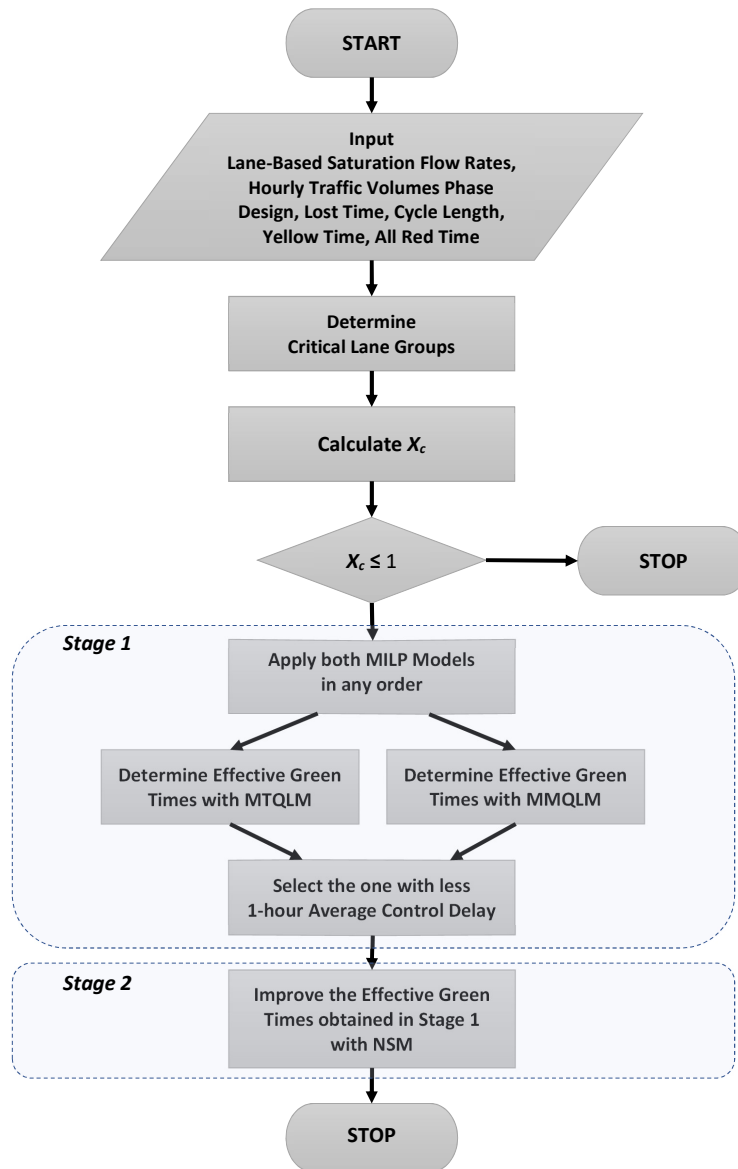 START
Input
Lane-Based Saturation Flow Rates,
Hourly Traffic Volumes Phase
Design, Lost Time, Cycle Length,
Yellow Time, All Red Time
Determine
Critical Lane Groups
Calculate Xc
Xc ≤ 1
STOP
Stage 1
Apply both MILP Models
in any order
Determine Effective Green
Times with MTQLM
Determine Effective Green
Times with MMQLM
Select the one with less
1-hour Average Control Delay
Stage 2
Improve the Effective Green
Times obtained in Stage 1
with NSM
STOP